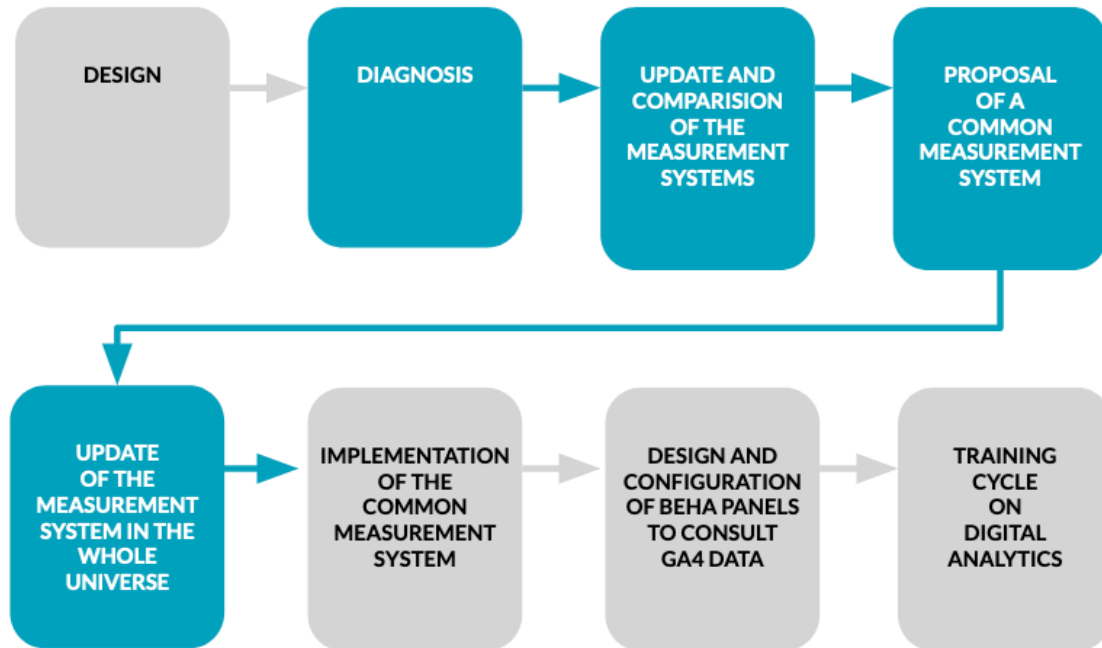 DESIGN
DIAGNOSIS
UPDATE AND
COMPARISION
OF THE
MEASUREMENT
SYSTEMS
PROPOSAL
OF A
COMMON
MEASUREMENT
SYSTEM
UPDATE
OF THE
MEASUREMENT
SYSTEM IN THE
WHOLE
UNIVERSE
IMPLEMENTATION
OF THE
COMMON
MEASUREMENT
SYSTEM
DESIGN AND
CONFIGURATION
OF BEHA PANELS
TO CONSULT
GA4 DATA
TRAINING
CYCLE
ON
DIGITAL
ANALYTICS